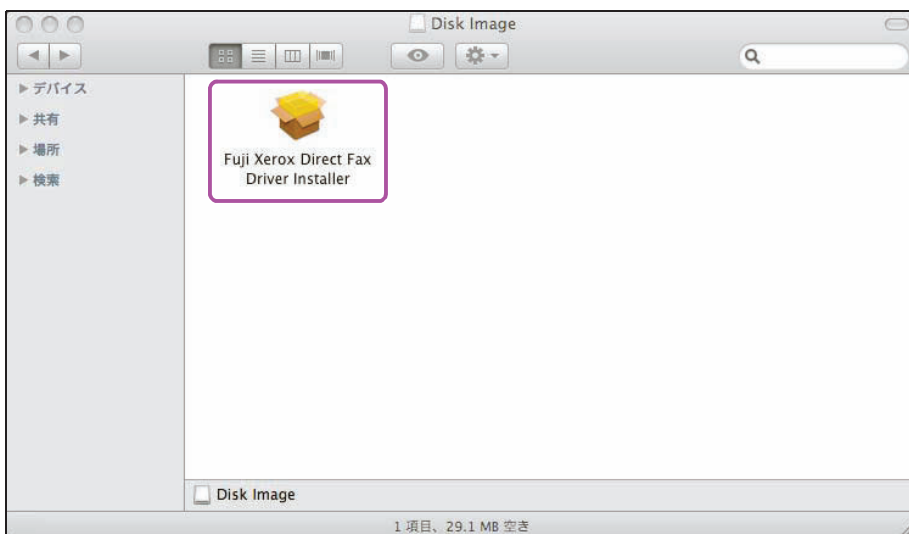 Disk Image
デバイス
共有
場所
検索
Fuji Xerox Direct Fax
Driver Installer
Disk Image
1 項目、29.1 MB 空き